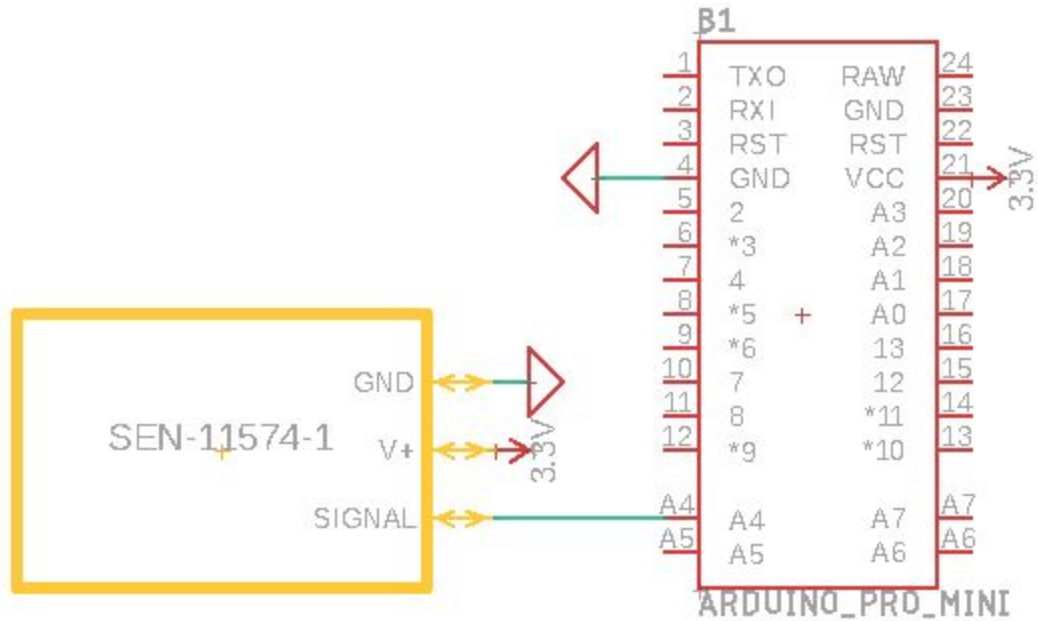 B1
1 TXO RAW 24
2 RXI GND 23
3 RST RST 22
4 GND VCC 21 3.3V
5 2 A3 20
6 *3 A2 19
7 4 A1 18
8 *5 A0 17
9 *6 13 16
10 7 12 15
11 8 *11 14
12 *9 *10 13
A4 A4 A7 A7
A5 A5 A6 A6
ARDUINO_PRO_MINI
GND
SEN-11574-1
V+ 3.3V
SIGNAL